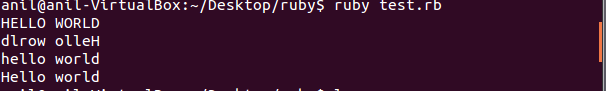 anil@anil-VirtualBox:~/Desktop/ruby$ ruby test.rb
HELLO WORLD
dlrow olleH
hello world
Hello world